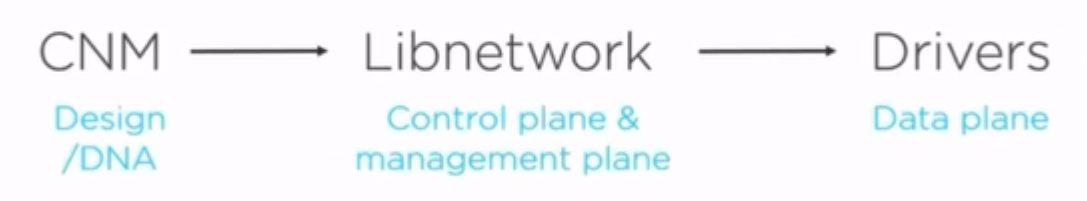 CNM Libnetwork Drivers
Design Control plane & Data plane
/DNA management plane